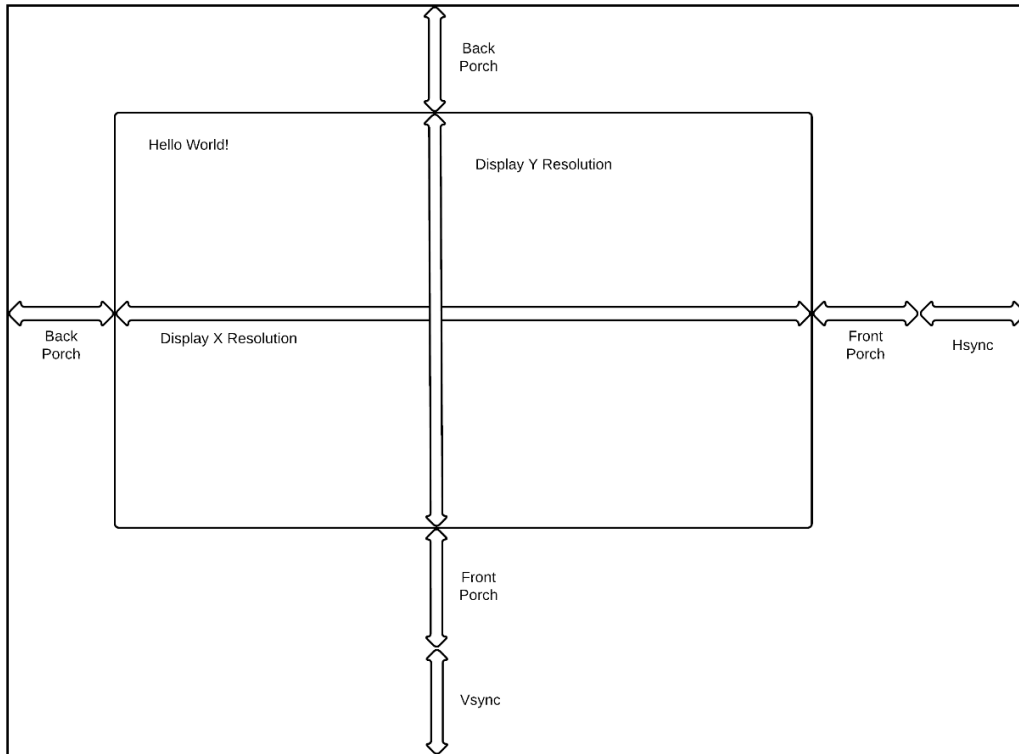 Back
Porch
Hello World!
Display Y Resolution
Back
Porch
Display X Resolution
Front
Porch
Hsync
Front
Porch
Vsync